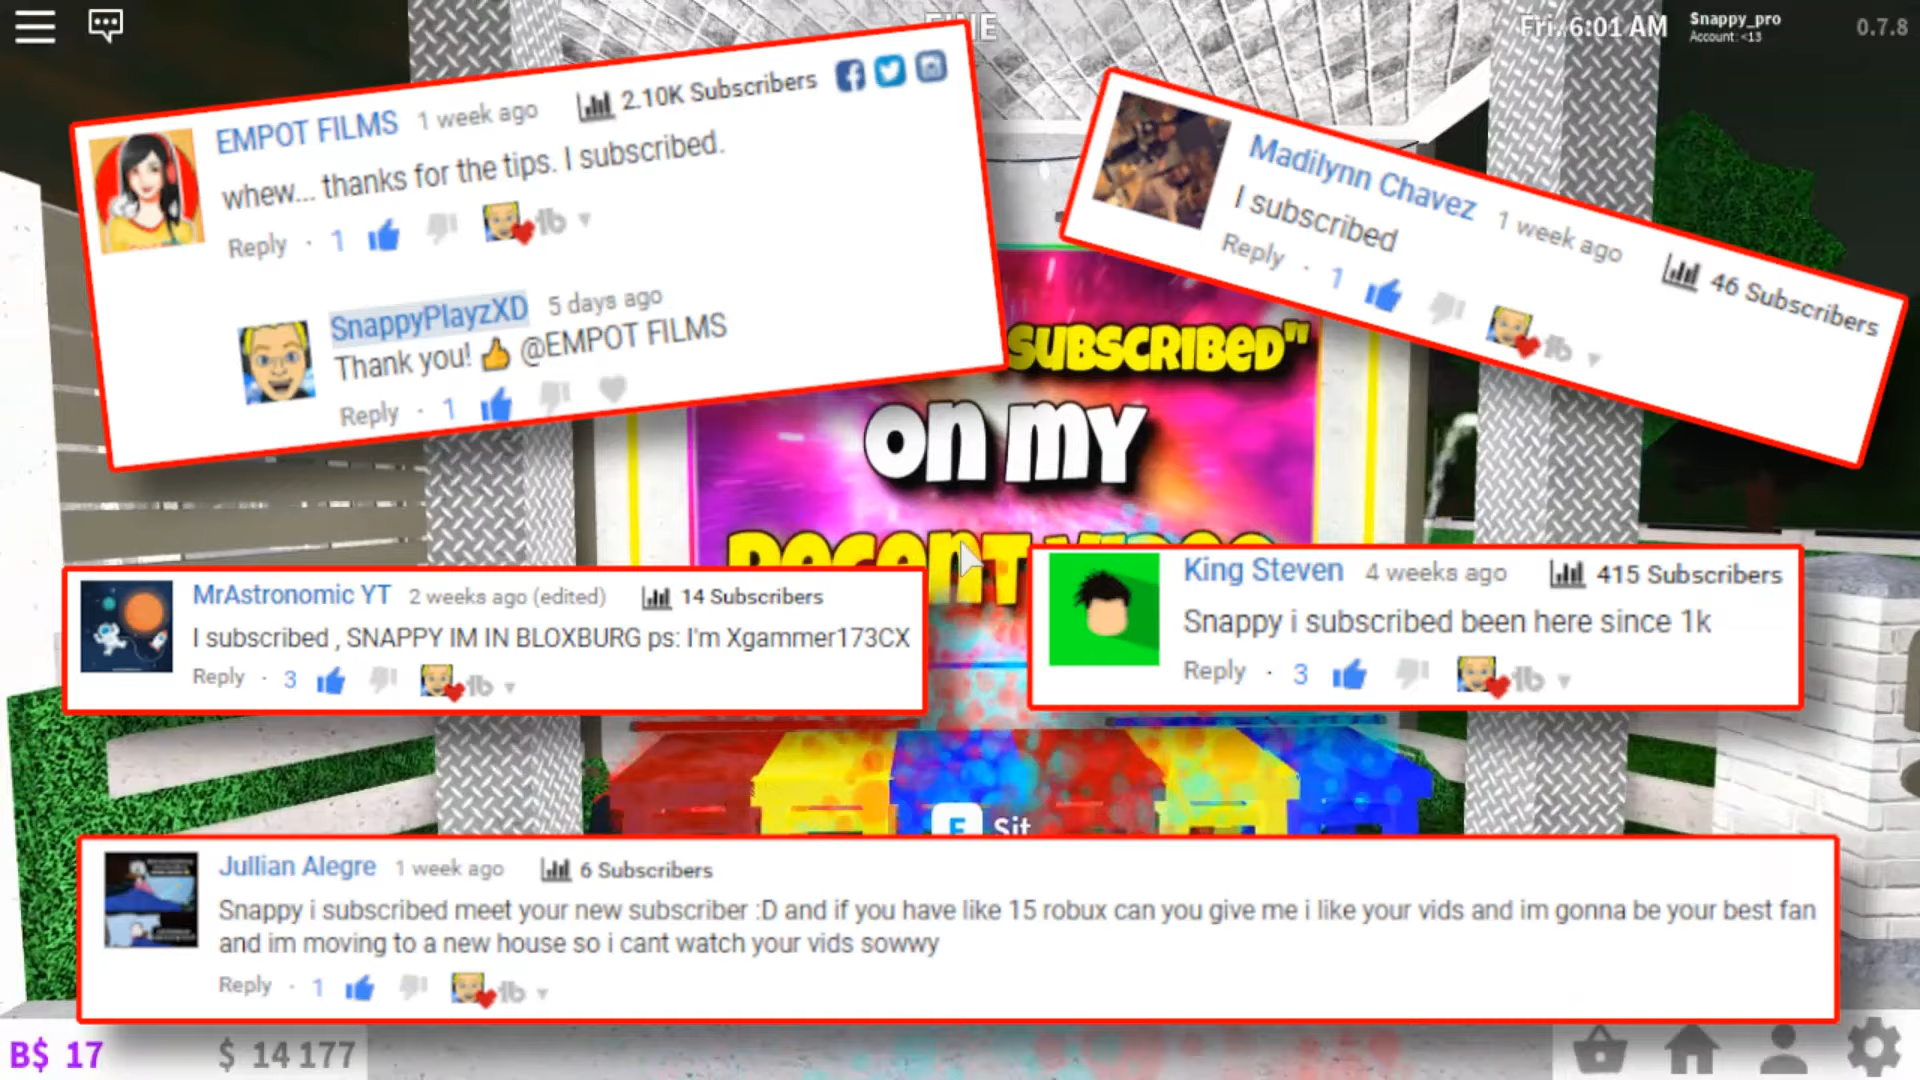 Fri. 6:01 AM
Snappy_pro
Account: <13
0.7.8
EMPOT FILMS 1 week ago 2.10K Subscribers
whew... thanks for the tips. I subscribed.
Reply · 1
SnappyPlayzXD 5 days ago
Thank you! 👍 @EMPOT FILMS
Reply · 1
Madilynn Chavez 1 week ago 46 Subscribers
I subscribed
Reply · 1
SUBSCRIBED"
ON MY
RECENT VIDEO
MrAstronomic YT 2 weeks ago (edited) 14 Subscribers
I subscribed , SNAPPY IM IN BLOXBURG ps: I'm Xgammer173CX
Reply · 3
King Steven 4 weeks ago 415 Subscribers
Snappy i subscribed been here since 1k
Reply · 3
E Sit
Jullian Alegre 1 week ago 6 Subscribers
Snappy i subscribed meet your new subscriber :D and if you have like 15 robux can you give me i like your vids and im gonna be your best fan
and im moving to a new house so i cant watch your vids sowwy
Reply · 1
B$ 17
$ 14 177